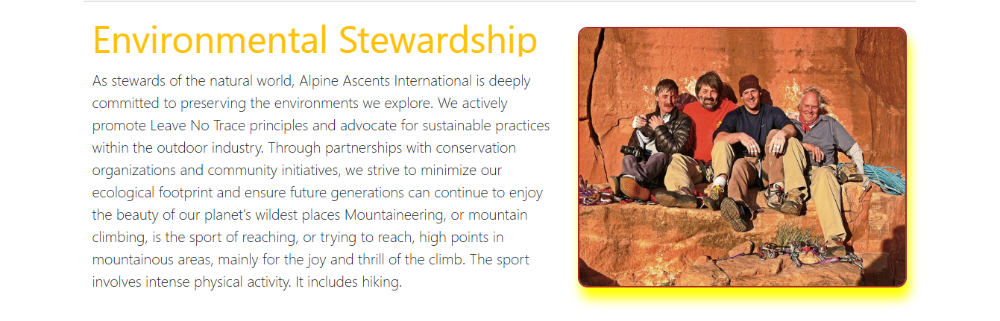 Environmental Stewardship
As stewards of the natural world, Alpine Ascents International is deeply
committed to preserving the environments we explore. We actively
promote Leave No Trace principles and advocate for sustainable practices
within the outdoor industry. Through partnerships with conservation
organizations and community initiatives, we strive to minimize our
ecological footprint and ensure future generations can continue to enjoy
the beauty of our planet's wildest places Mountaineering, or mountain
climbing, is the sport of reaching, or trying to reach, high points in
mountainous areas, mainly for the joy and thrill of the climb. The sport
involves intense physical activity. It includes hiking.